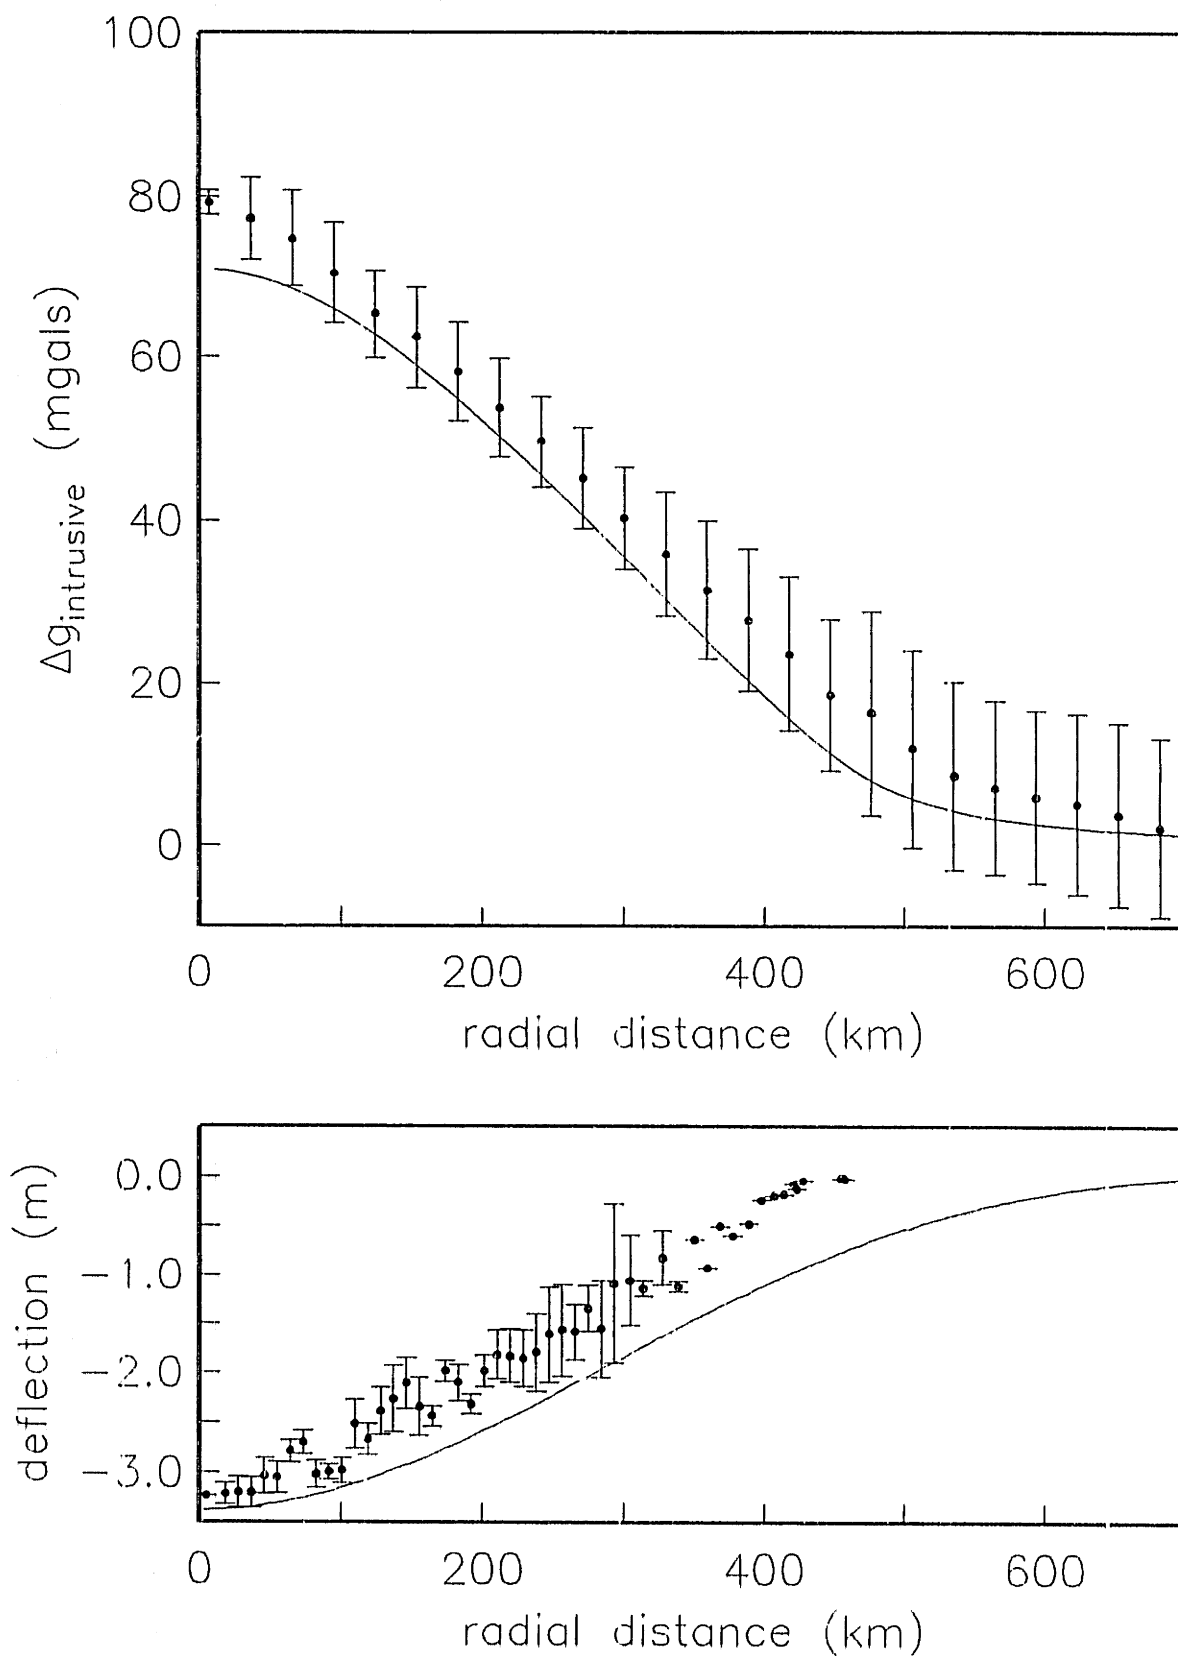 100
80
60
40
20
0
Δg_intrusive (mgals)
0 200 400 600
radial distance (km)
0.0
−1.0
−2.0
−3.0
deflection (m)
0 200 400 600
radial distance (km)